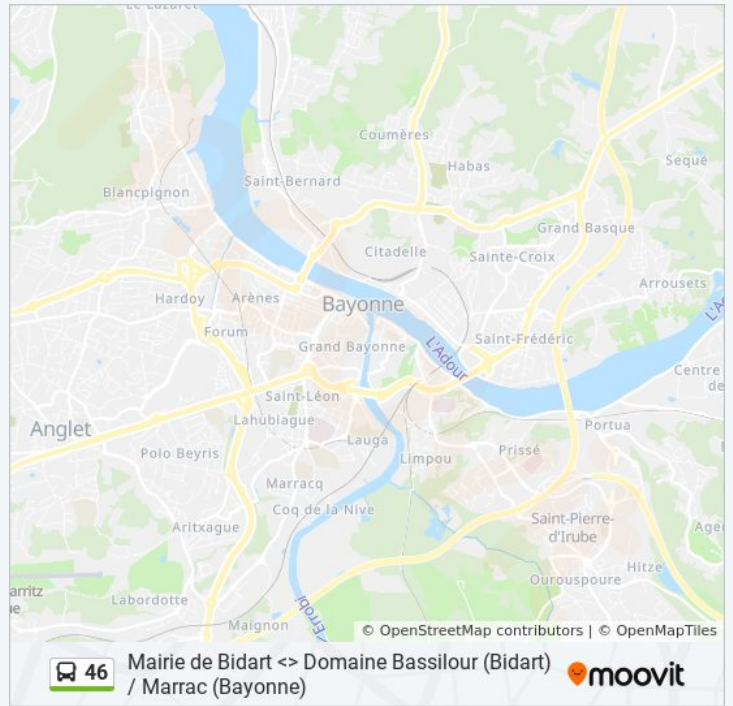 Le Lazaret
Coumères
Habas
Séqué
Saint-Bernard
Blancpignon
Grand Basque
Citadelle
Sainte-Croix
Arrousets
Hardoy
Arènes
Bayonne
L'A
Forum
Grand Bayonne
L'Adour
Saint-Frédéric
Centre
de
Saint-Léon
Lahubiague
Anglet
Portua
Lauga
Polo Beyris
Limpou
Prissé
Marracq
Coq de la Nive
Saint-Pierre-
d'Irube
Aritxague
Age
Hitze
Ourouspoure
arritz
e
Labordotte
Maignon
L'Errobi
© OpenStreetMap contributors | © OpenMapTiles
46
Mairie de Bidart <> Domaine Bassilour (Bidart)
/ Marrac (Bayonne)
moovit